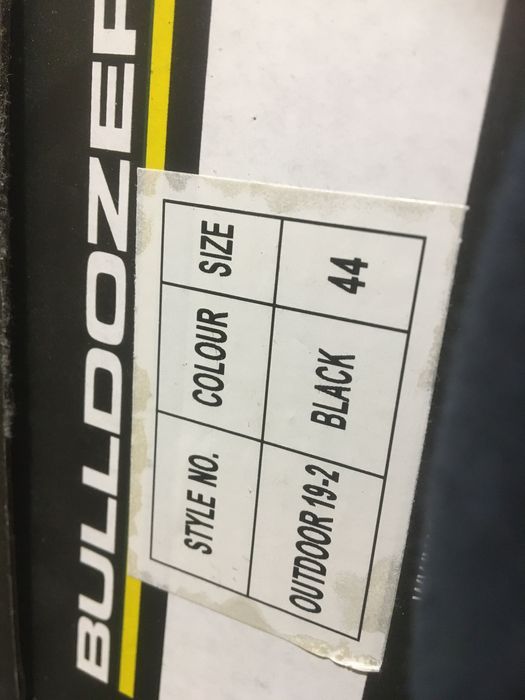 BULLDOZER
STYLE NO. COLOUR SIZE
OUTDOOR 19-2 BLACK 44